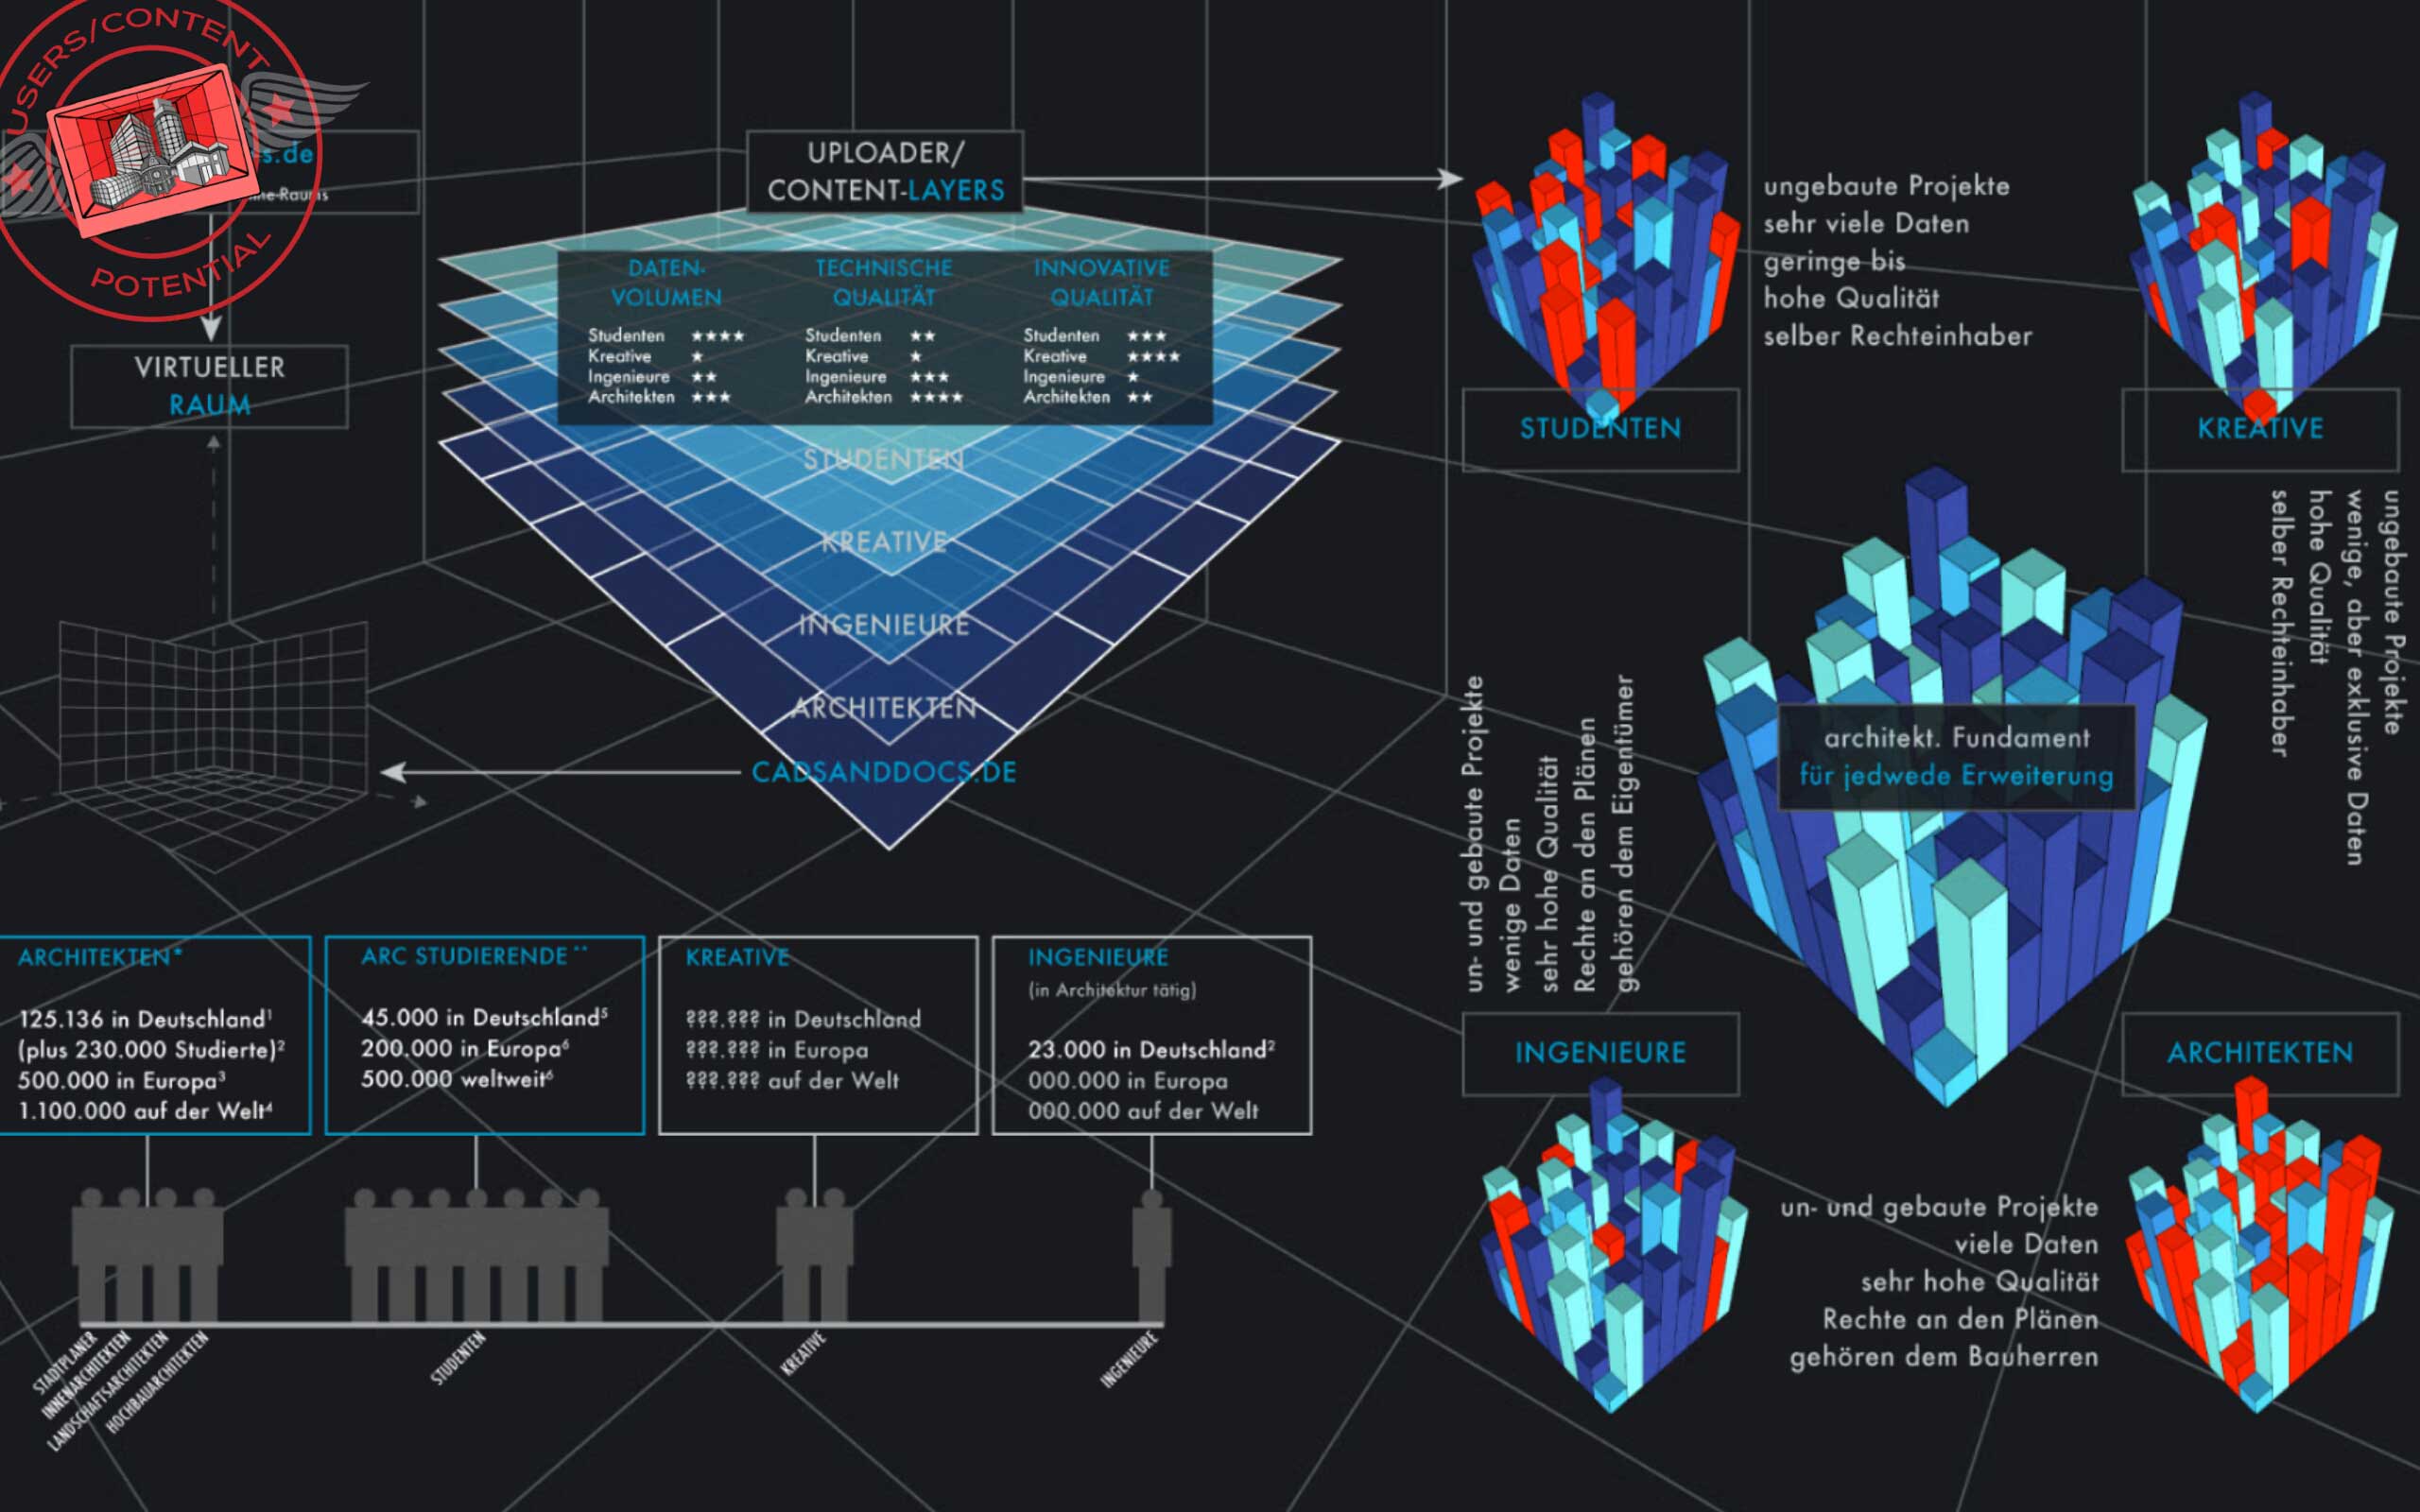 USERS/CONTENT
POTENTIAL
s.de
ne-Raums
VIRTUELLER
RAUM
UPLOADER/
CONTENT-LAYERS
DATEN-
VOLUMEN
Studenten ★★★★
Kreative ★
Ingenieure ★★
Architekten ★★★
TECHNISCHE
QUALITÄT
Studenten ★★
Kreative ★
Ingenieure ★★★
Architekten ★★★★
INNOVATIVE
QUALITÄT
Studenten ★★★
Kreative ★★★★
Ingenieure ★
Architekten ★★
STUDENTEN
KREATIVE
INGENIEURE
ARCHITEKTEN
CADSANDDOCS.DE
ungebaute Projekte
sehr viele Daten
geringe bis
hohe Qualität
selber Rechteinhaber
STUDENTEN
KREATIVE
ungebaute Projekte
wenige, aber exklusive Daten
hohe Qualität
selber Rechteinhaber
architekt. Fundament
für jedwede Erweiterung
un- und gebaute Projekte
wenige Daten
sehr hohe Qualität
Rechte an den Plänen
gehören dem Eigentümer
INGENIEURE
ARCHITEKTEN
un- und gebaute Projekte
viele Daten
sehr hohe Qualität
Rechte an den Plänen
gehören dem Bauherren
ARCHITEKTEN*
125.136 in Deutschland¹
(plus 230.000 Studierte)²
500.000 in Europa³
1.100.000 auf der Welt⁴
ARC STUDIERENDE**
45.000 in Deutschland⁵
200.000 in Europa⁶
500.000 weltweit⁶
KREATIVE
???.??? in Deutschland
???.??? in Europa
???.??? auf der Welt
INGENIEURE
(in Architektur tätig)
23.000 in Deutschland²
000.000 in Europa
000.000 auf der Welt
STADTPLANER
INNENARCHITEKTEN
LANDSCHAFTSARCHITEKTEN
HOCHBAUARCHITEKTEN
STUDENTEN
KREATIVE
INGENIEURE